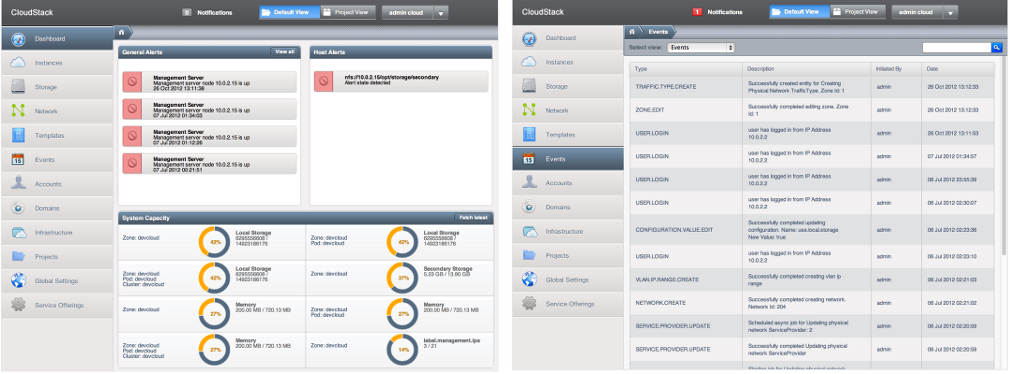 CloudStack
0 Notifications
Default View
Project View
admin cloud
Dashboard
Instances
Storage
Network
Templates
Events
Accounts
Domains
Infrastructure
Projects
Global Settings
Service Offerings
General Alerts
View all
Management Server
Management server node 10.0.2.15 is up
26 Oct 2012 13:11:38
Management Server
Management server node 10.0.2.15 is up
07 Jul 2012 01:34:03
Management Server
Management server node 10.0.2.15 is up
07 Jul 2012 01:12:26
Management Server
Management server node 10.0.2.15 is up
07 Jul 2012 00:21:51
Host Alerts
nfs://10.0.2.15/opt/storage/secondary
Alert state detected
System Capacity
Fetch latest
Zone: devcloud
42%
Local Storage
6295556608 /
14923186176
Zone: devcloud
Pod: devcloud
42%
Local Storage
6295556608 /
14923186176
Zone: devcloud
Pod: devcloud
Cluster: devcloud
42%
Local Storage
6295556608 /
14923186176
Zone: devcloud
37%
Secondary Storage
5.23 GB / 13.90 GB
Zone: devcloud
27%
Memory
200.00 MB / 720.13 MB
Zone: devcloud
Pod: devcloud
27%
Memory
200.00 MB / 720.13 MB
Zone: devcloud
Pod: devcloud
Cluster: devcloud
27%
Memory
200.00 MB / 720.13 MB
Zone: devcloud
14%
label.management.ips
3 / 21
CloudStack
1 Notifications
Default View
Project View
admin cloud
Dashboard
Instances
Storage
Network
Templates
15 Events
Accounts
Domains
Infrastructure
Projects
Global Settings
Service Offerings
Events
Select view: Events
Type Description Initiated By Date
TRAFFIC.TYPE.CREATE Successfully created entity for Creating admin 26 Oct 2012 13:12:33
Physical Network TrafficType. Zone Id: 1
ZONE.EDIT Successfully completed editing zone. Zone admin 26 Oct 2012 13:12:33
Id: 1
USER.LOGIN user has logged in from IP Address admin 26 Oct 2012 13:11:53
10.0.2.2
USER.LOGIN user has logged in from IP Address admin 07 Jul 2012 01:34:57
10.0.2.2
USER.LOGIN user has logged in from IP Address admin 06 Jul 2012 23:55:39
10.0.2.2
USER.LOGIN user has logged in from IP Address admin 06 Jul 2012 02:30:07
10.0.2.2
CONFIGURATION.VALUE.EDIT Successfully completed updating admin 06 Jul 2012 02:23:36
configuration. Name: use.local.storage
New Value: true
USER.LOGIN user has logged in from IP Address admin 06 Jul 2012 02:23:10
10.0.2.2
VLAN.IP.RANGE.CREATE Successfully completed creating vlan ip admin 06 Jul 2012 02:21:03
range
NETWORK.CREATE Successfully completed creating network. admin 06 Jul 2012 02:21:02
Network Id: 204
SERVICE.PROVIDER.UPDATE Scheduled async job for Updating physical admin 06 Jul 2012 02:20:59
network ServiceProvider: 2
SERVICE.PROVIDER.UPDATE Successfully completed Updating physical admin 06 Jul 2012 02:20:59
network ServiceProvider